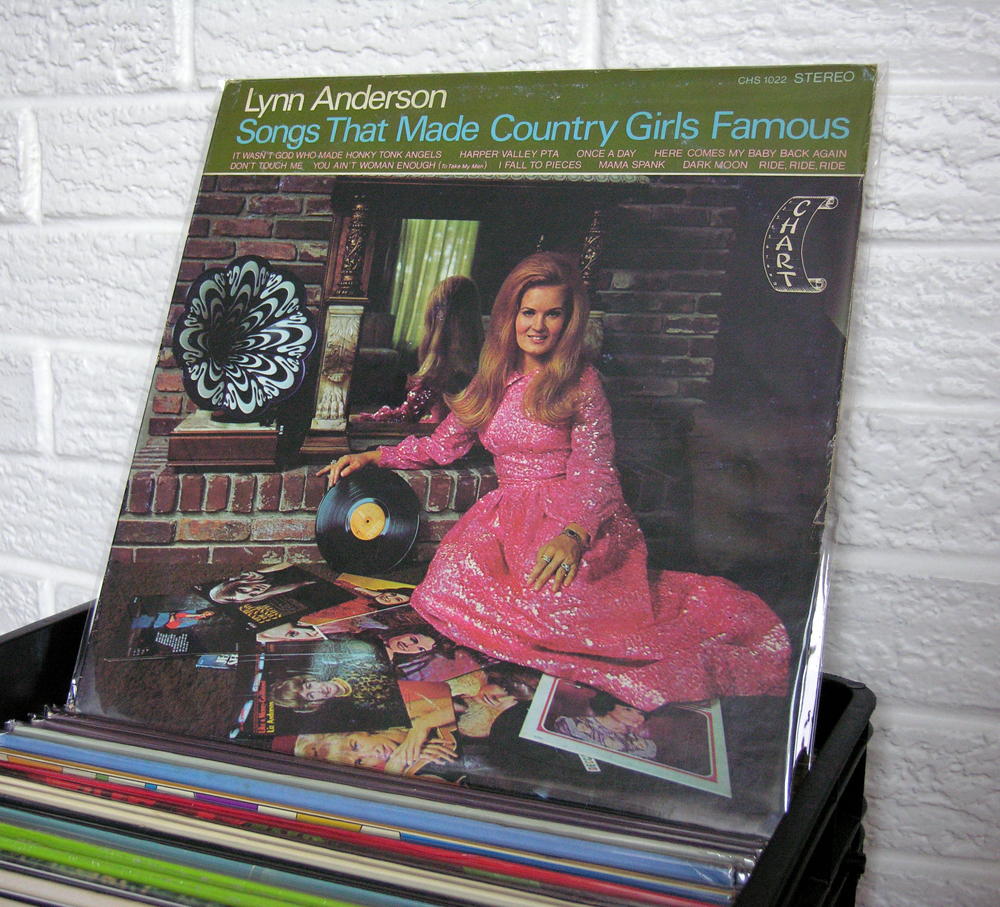 CHS 1022 STEREO
Lynn Anderson
Songs That Made Country Girls Famous
IT WASN'T GOD WHO MADE HONKY TONK ANGELS HARPER VALLEY PTA ONCE A DAY HERE COMES MY BABY BACK AGAIN
DON'T TOUCH ME YOU AIN'T WOMAN ENOUGH (To Take My Man) I FALL TO PIECES MAMA SPANK DARK MOON RIDE, RIDE, RIDE
CHART
Liz Anderson